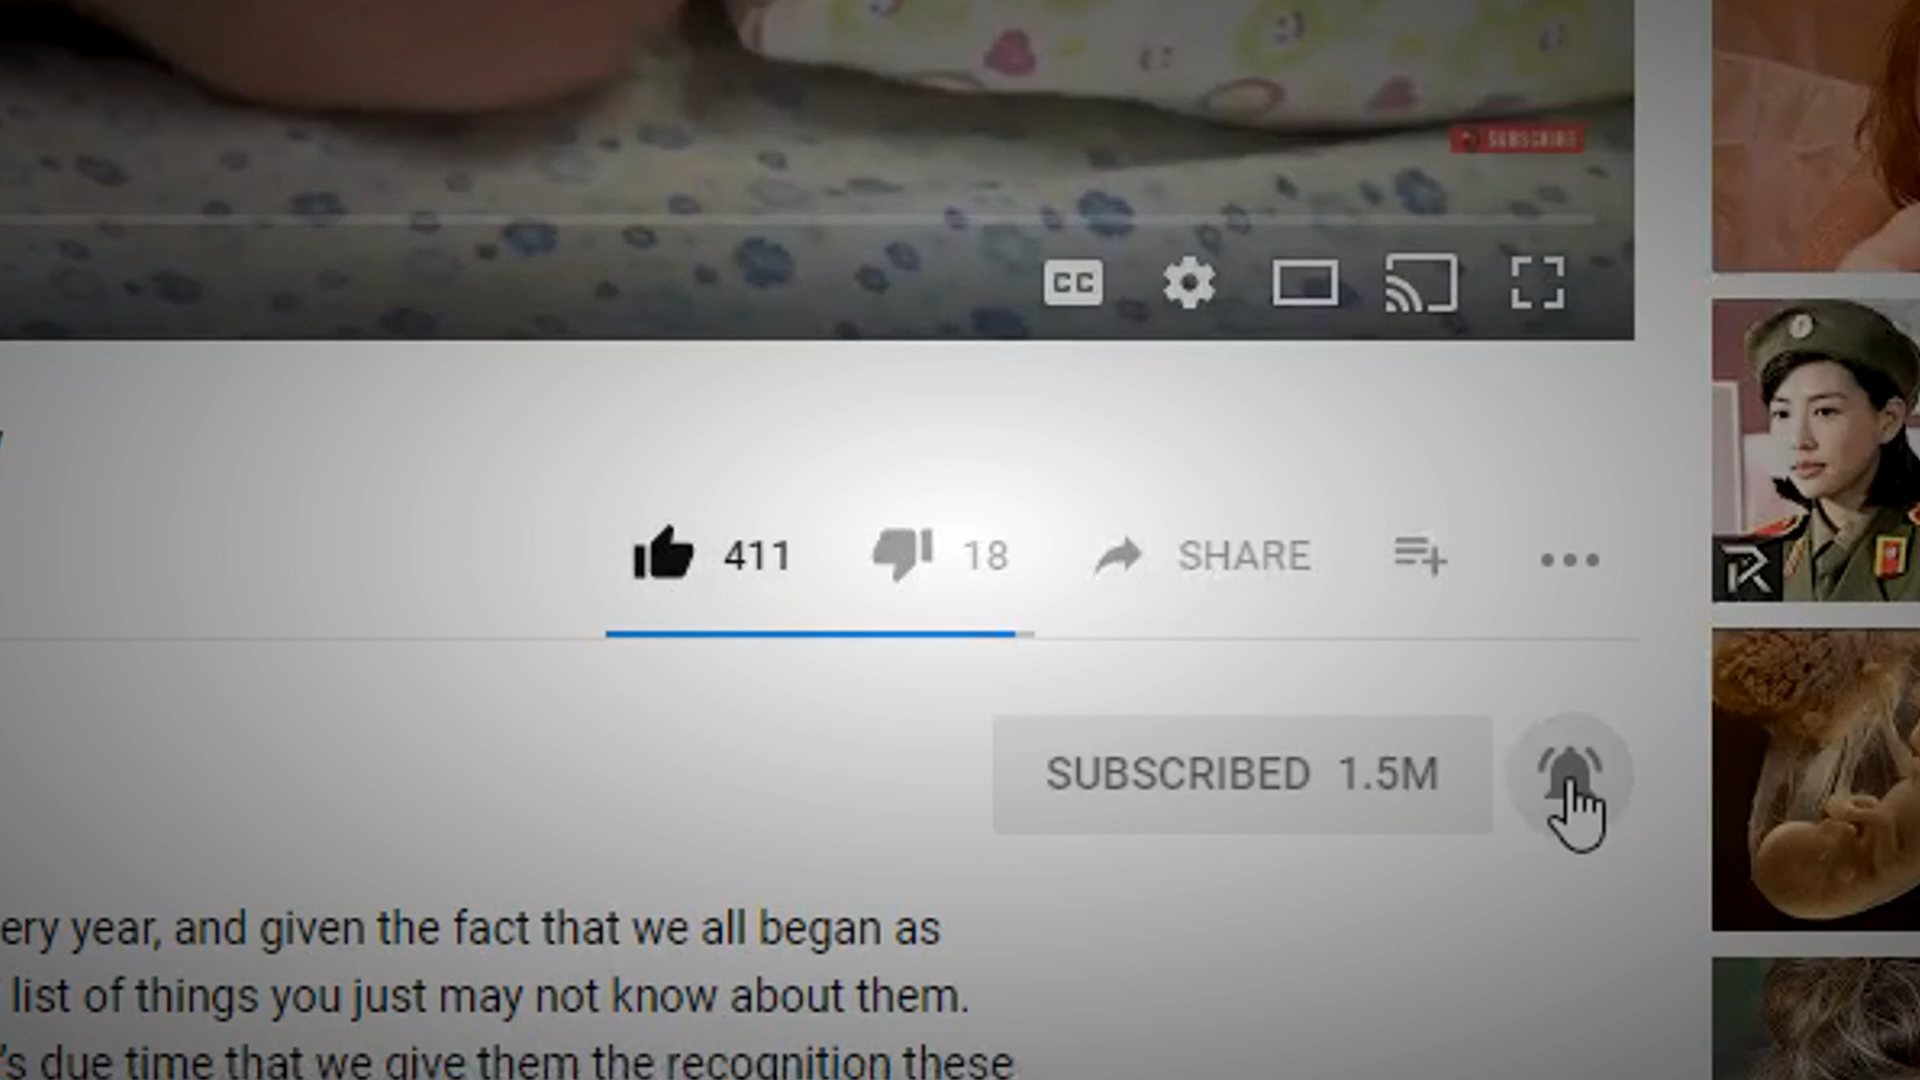 SUBSCRIBE
CC
411 18 SHARE
SUBSCRIBED 1.5M
ery year, and given the fact that we all began as
list of things you just may not know about them.
's due time that we give them the recognition these